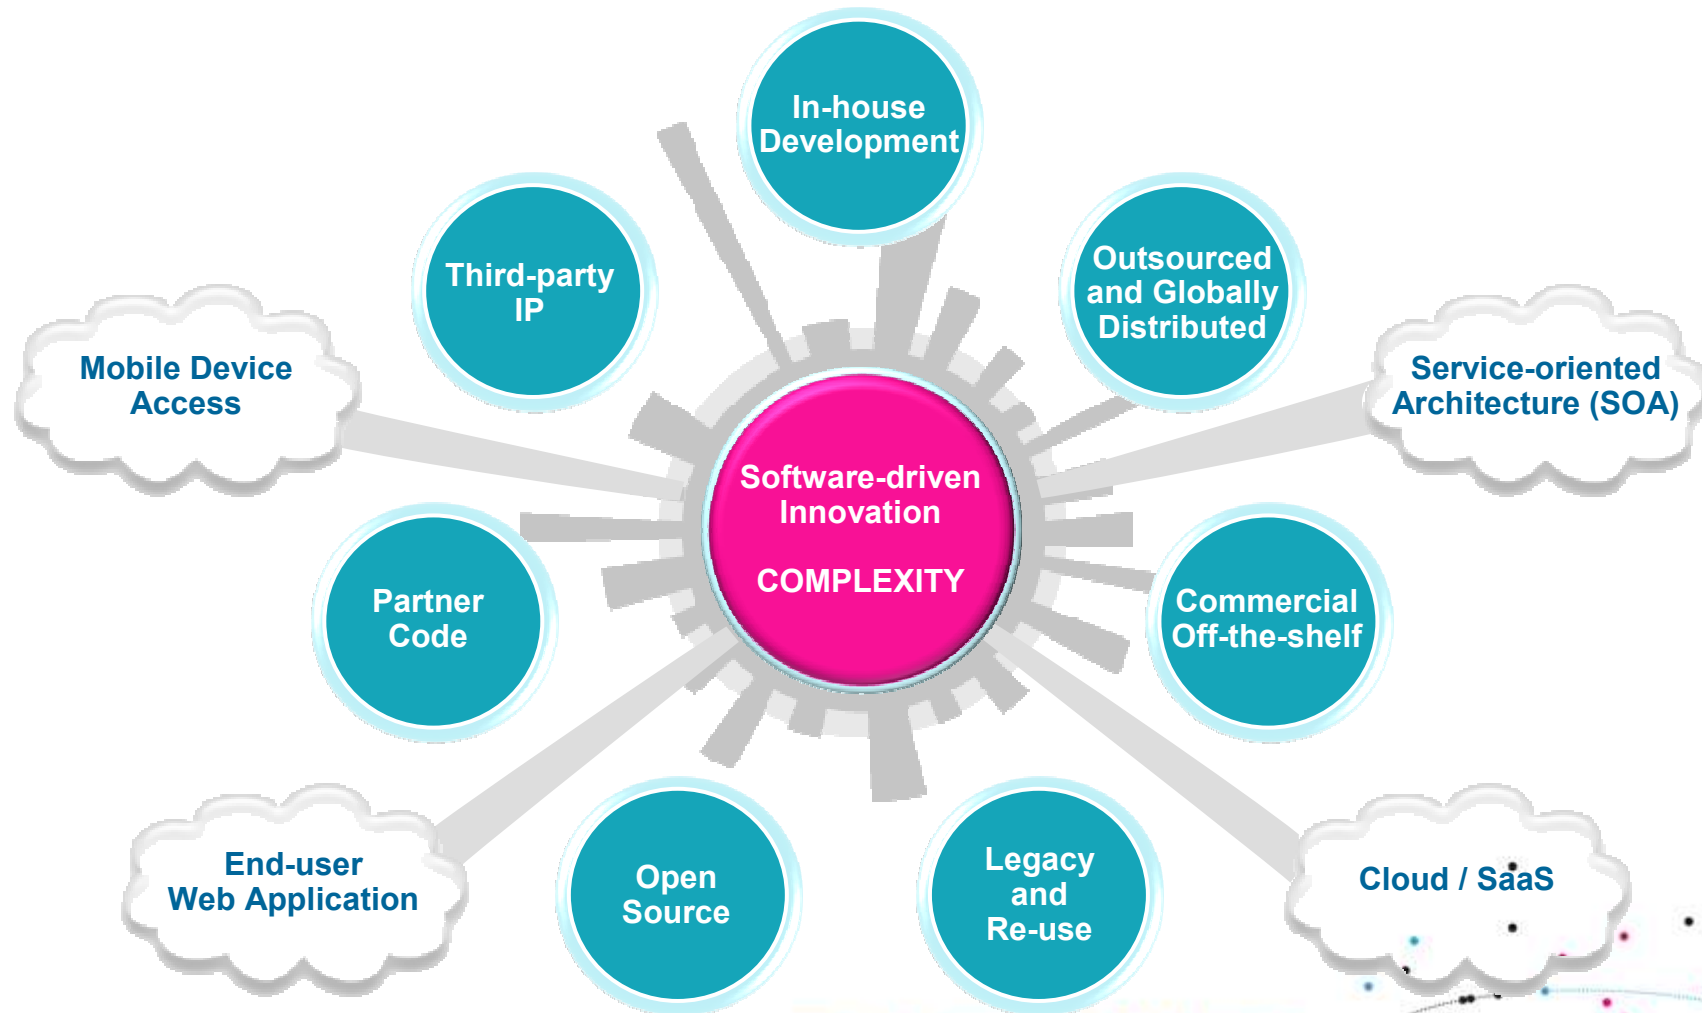 In-house
Development
Third-party
IP
Outsourced
and Globally
Distributed
Mobile Device
Access
Service-oriented
Architecture (SOA)
Software-driven
Innovation
COMPLEXITY
Partner
Code
Commercial
Off-the-shelf
End-user
Web Application
Open
Source
Legacy
and
Re-use
Cloud / SaaS